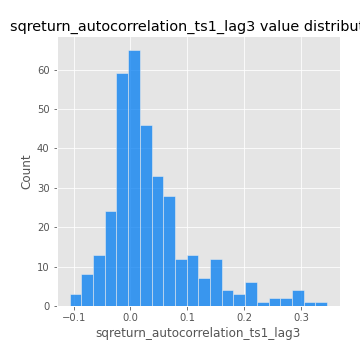 sqreturn_autocorrelation_ts1_lag3 value distribut
60
50
40
30
20
10
0
Count
−0.1 0.0 0.1 0.2 0.3
sqreturn_autocorrelation_ts1_lag3